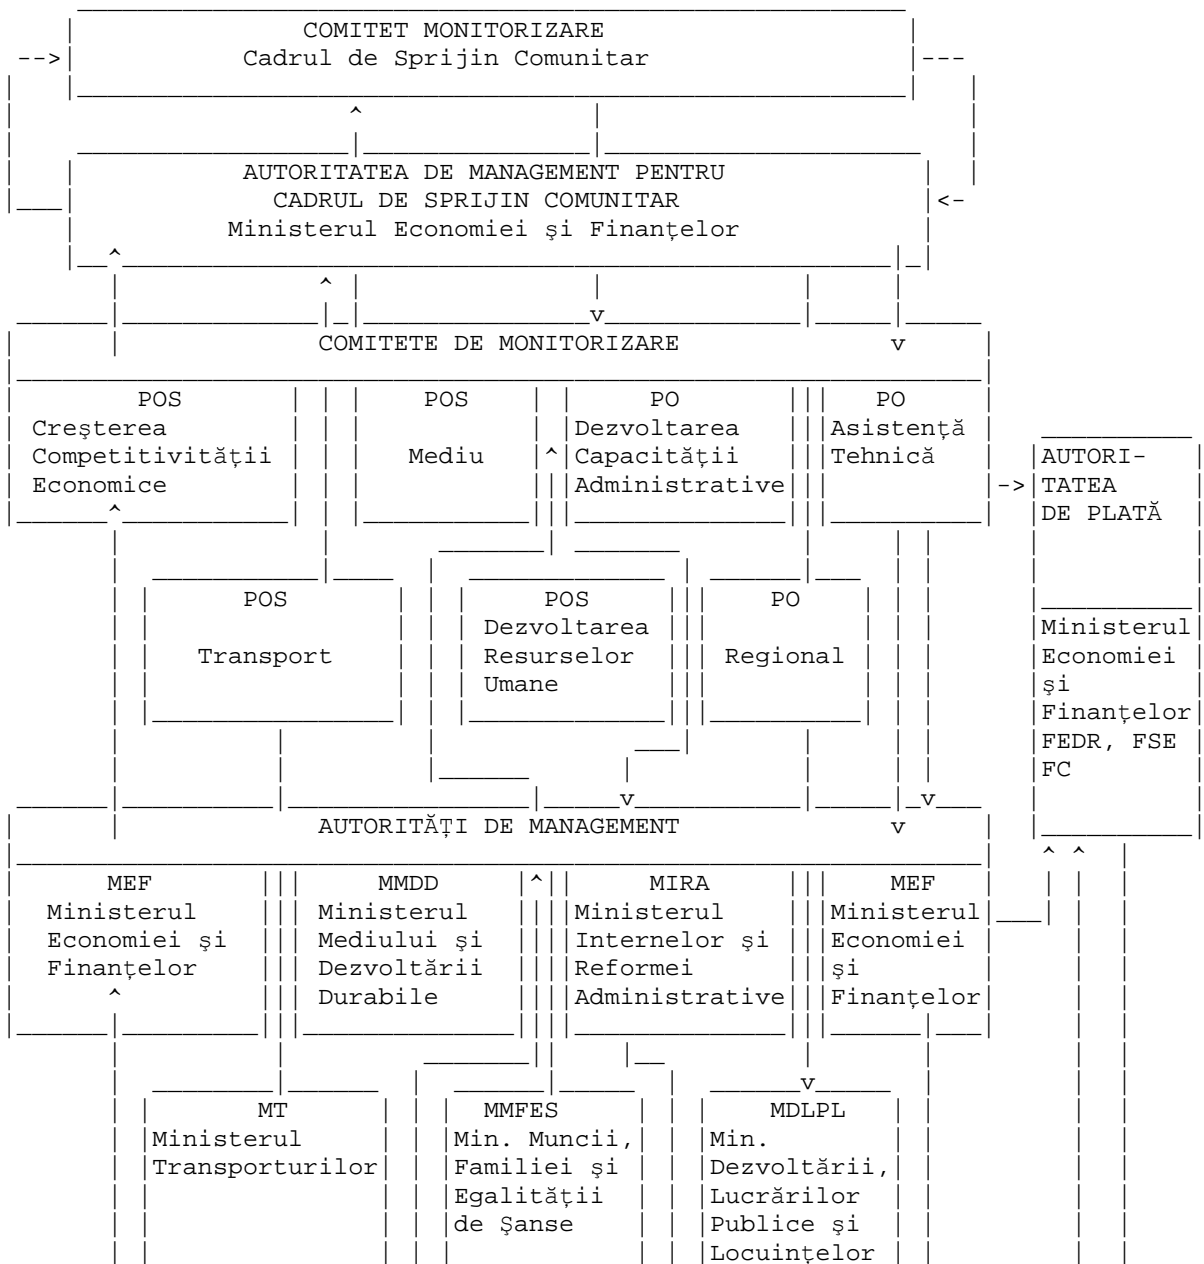 COMITET MONITORIZARE
Cadrul de Sprijin Comunitar
AUTORITATEA DE MANAGEMENT PENTRU
CADRUL DE SPRIJIN COMUNITAR
Ministerul Economiei şi Finanţelor
COMITETE DE MONITORIZARE
POS
Creşterea
Competitivităţii
Economice
POS
Mediu
PO
Dezvoltarea
Capacităţii
Administrative
PO
Asistenţă
Tehnică
AUTORI-
TATEA
DE PLATĂ
POS
Transport
POS
Dezvoltarea
Resurselor
Umane
PO
Regional
Ministerul
Economiei
şi
Finanţelor
FEDR, FSE
FC
AUTORITĂŢI DE MANAGEMENT
MEF
Ministerul
Economiei şi
Finanţelor
MMDD
Ministerul
Mediului şi
Dezvoltării
Durabile
MIRA
Ministerul
Internelor şi
Reformei
Administrative
MEF
Ministerul
Economiei
şi
Finanţelor
MT
Ministerul
Transporturilor
MMFES
Min. Muncii,
Familiei şi
Egalităţii
de Şanse
MDLPL
Min.
Dezvoltării,
Lucrărilor
Publice şi
Locuinţelor